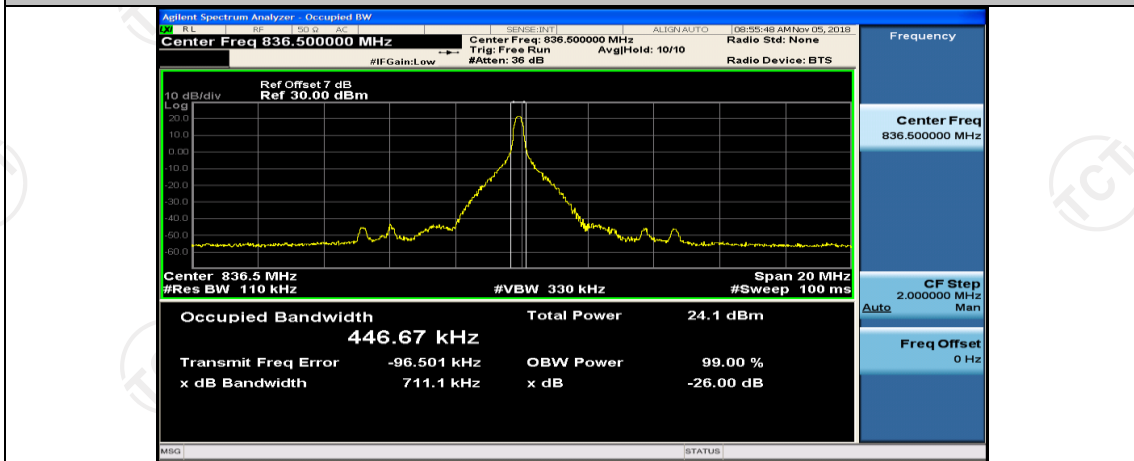 Agilent Spectrum Analyzer - Occupied BW
LXI RL RF 50 Ω AC SENSE:INT ALIGN AUTO 08:55:48 AM Nov 05, 2018
Center Freq 836.500000 MHz Center Freq: 836.500000 MHz Radio Std: None Frequency
Trig: Free Run Avg|Hold: 10/10
#IFGain:Low #Atten: 36 dB Radio Device: BTS
Ref Offset 7 dB
10 dB/div Ref 30.00 dBm
Log
20.0
10.0
0.00
-10.0
-20.0
-30.0
-40.0
-50.0
-60.0
Center Freq
836.500000 MHz
Center 836.5 MHz Span 20 MHz
#Res BW 110 kHz #VBW 330 kHz #Sweep 100 ms
CF Step
2.000000 MHz
Auto Man
Occupied Bandwidth Total Power 24.1 dBm
446.67 kHz
Freq Offset
0 Hz
Transmit Freq Error -96.501 kHz OBW Power 99.00 %
x dB Bandwidth 711.1 kHz x dB -26.00 dB
MSG STATUS
TCT